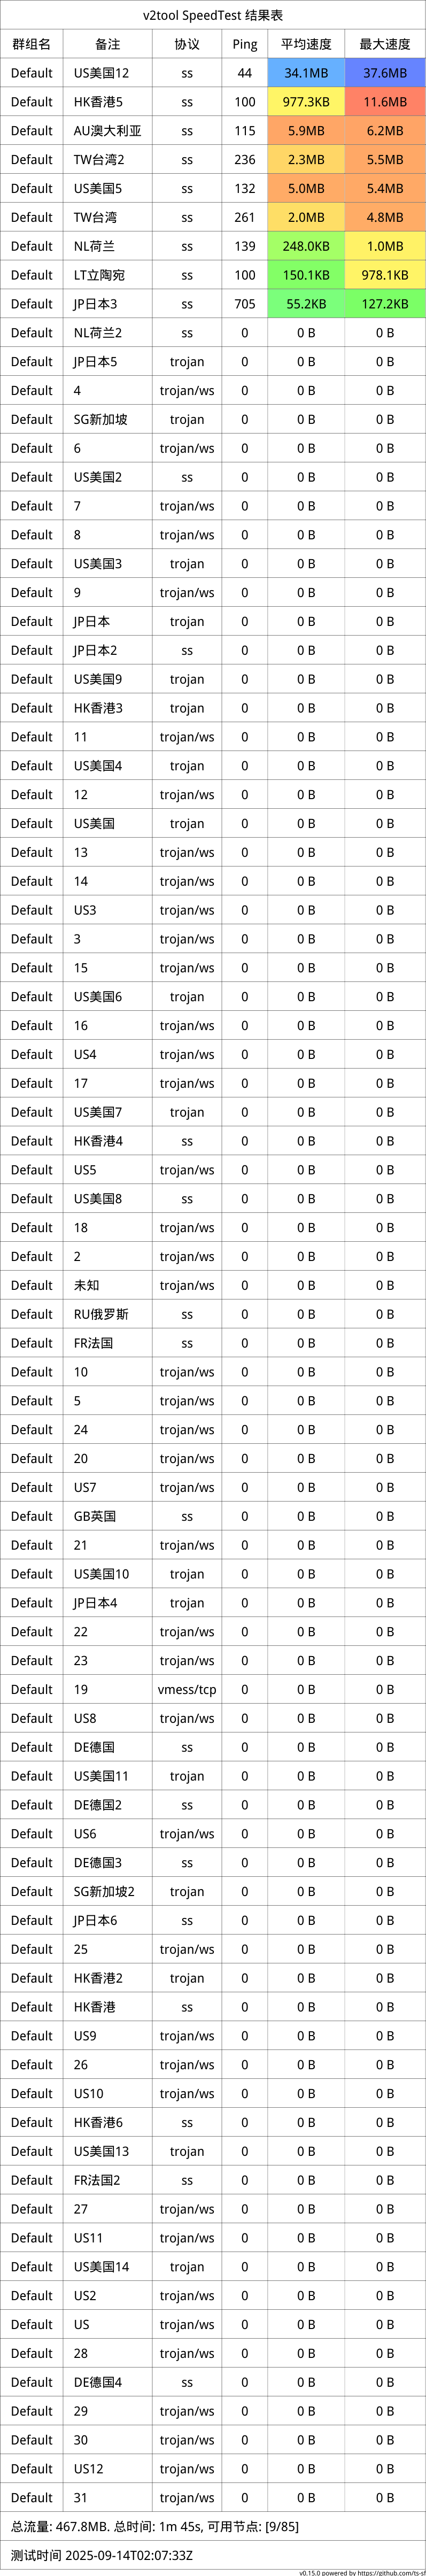 v2tool SpeedTest 结果表
群组名 备注 协议 Ping 平均速度 最大速度
Default US美国12 ss 44 34.1MB 37.6MB
Default HK香港5 ss 100 977.3KB 11.6MB
Default AU澳大利亚 ss 115 5.9MB 6.2MB
Default TW台湾2 ss 236 2.3MB 5.5MB
Default US美国5 ss 132 5.0MB 5.4MB
Default TW台湾 ss 261 2.0MB 4.8MB
Default NL荷兰 ss 139 248.0KB 1.0MB
Default LT立陶宛 ss 100 150.1KB 978.1KB
Default JP日本3 ss 705 55.2KB 127.2KB
Default NL荷兰2 ss 0 0 B 0 B
Default JP日本5 trojan 0 0 B 0 B
Default 4 trojan/ws 0 0 B 0 B
Default SG新加坡 trojan 0 0 B 0 B
Default 6 trojan/ws 0 0 B 0 B
Default US美国2 ss 0 0 B 0 B
Default 7 trojan/ws 0 0 B 0 B
Default 8 trojan/ws 0 0 B 0 B
Default US美国3 trojan 0 0 B 0 B
Default 9 trojan/ws 0 0 B 0 B
Default JP日本 trojan 0 0 B 0 B
Default JP日本2 ss 0 0 B 0 B
Default US美国9 trojan 0 0 B 0 B
Default HK香港3 trojan 0 0 B 0 B
Default 11 trojan/ws 0 0 B 0 B
Default US美国4 trojan 0 0 B 0 B
Default 12 trojan/ws 0 0 B 0 B
Default US美国 trojan 0 0 B 0 B
Default 13 trojan/ws 0 0 B 0 B
Default 14 trojan/ws 0 0 B 0 B
Default US3 trojan/ws 0 0 B 0 B
Default 3 trojan/ws 0 0 B 0 B
Default 15 trojan/ws 0 0 B 0 B
Default US美国6 trojan 0 0 B 0 B
Default 16 trojan/ws 0 0 B 0 B
Default US4 trojan/ws 0 0 B 0 B
Default 17 trojan/ws 0 0 B 0 B
Default US美国7 trojan 0 0 B 0 B
Default HK香港4 ss 0 0 B 0 B
Default US5 trojan/ws 0 0 B 0 B
Default US美国8 ss 0 0 B 0 B
Default 18 trojan/ws 0 0 B 0 B
Default 2 trojan/ws 0 0 B 0 B
Default 未知 trojan/ws 0 0 B 0 B
Default RU俄罗斯 ss 0 0 B 0 B
Default FR法国 ss 0 0 B 0 B
Default 10 trojan/ws 0 0 B 0 B
Default 5 trojan/ws 0 0 B 0 B
Default 24 trojan/ws 0 0 B 0 B
Default 20 trojan/ws 0 0 B 0 B
Default US7 trojan/ws 0 0 B 0 B
Default GB英国 ss 0 0 B 0 B
Default 21 trojan/ws 0 0 B 0 B
Default US美国10 trojan 0 0 B 0 B
Default JP日本4 trojan 0 0 B 0 B
Default 22 trojan/ws 0 0 B 0 B
Default 23 trojan/ws 0 0 B 0 B
Default 19 vmess/tcp 0 0 B 0 B
Default US8 trojan/ws 0 0 B 0 B
Default DE德国 ss 0 0 B 0 B
Default US美国11 trojan 0 0 B 0 B
Default DE德国2 ss 0 0 B 0 B
Default US6 trojan/ws 0 0 B 0 B
Default DE德国3 ss 0 0 B 0 B
Default SG新加坡2 trojan 0 0 B 0 B
Default JP日本6 ss 0 0 B 0 B
Default 25 trojan/ws 0 0 B 0 B
Default HK香港2 trojan 0 0 B 0 B
Default HK香港 ss 0 0 B 0 B
Default US9 trojan/ws 0 0 B 0 B
Default 26 trojan/ws 0 0 B 0 B
Default US10 trojan/ws 0 0 B 0 B
Default HK香港6 ss 0 0 B 0 B
Default US美国13 trojan 0 0 B 0 B
Default FR法国2 ss 0 0 B 0 B
Default 27 trojan/ws 0 0 B 0 B
Default US11 trojan/ws 0 0 B 0 B
Default US美国14 trojan 0 0 B 0 B
Default US2 trojan/ws 0 0 B 0 B
Default US trojan/ws 0 0 B 0 B
Default 28 trojan/ws 0 0 B 0 B
Default DE德国4 ss 0 0 B 0 B
Default 29 trojan/ws 0 0 B 0 B
Default 30 trojan/ws 0 0 B 0 B
Default US12 trojan/ws 0 0 B 0 B
Default 31 trojan/ws 0 0 B 0 B
总流量: 467.8MB. 总时间: 1m 45s, 可用节点: [9/85]
测试时间 2025-09-14T02:07:33Z
v0.15.0 powered by https://github.com/ts-sf